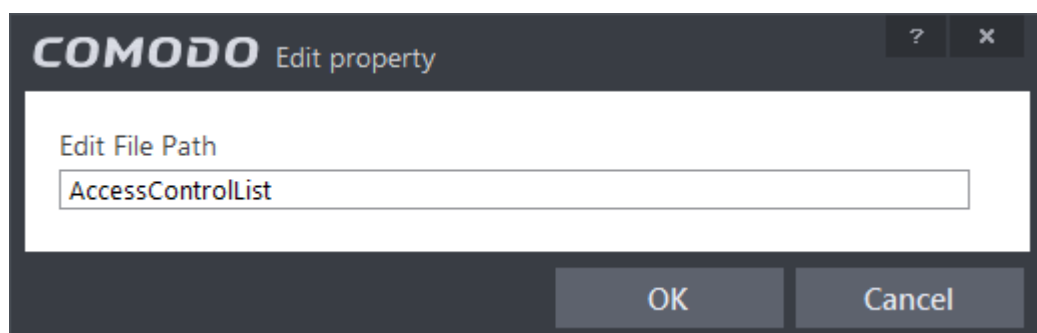 COMODO Edit property ? ×
Edit File Path
AccessControlList
OK Cancel